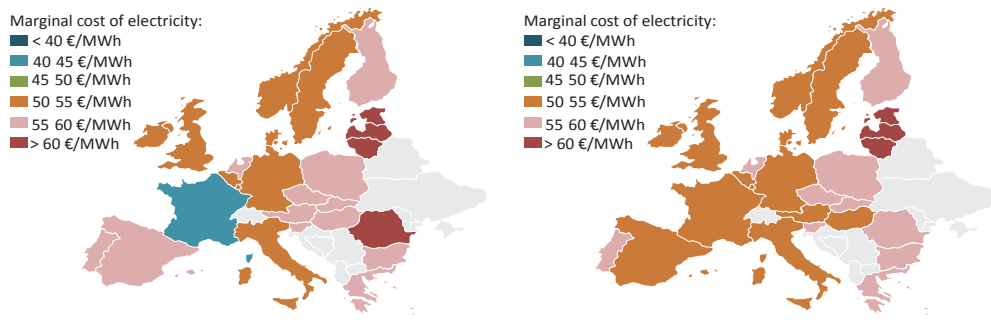 Marginal cost of electricity:
< 40 €/MWh
40 45 €/MWh
45 50 €/MWh
50 55 €/MWh
55 60 €/MWh
> 60 €/MWh
Marginal cost of electricity:
< 40 €/MWh
40 45 €/MWh
45 50 €/MWh
50 55 €/MWh
55 60 €/MWh
> 60 €/MWh